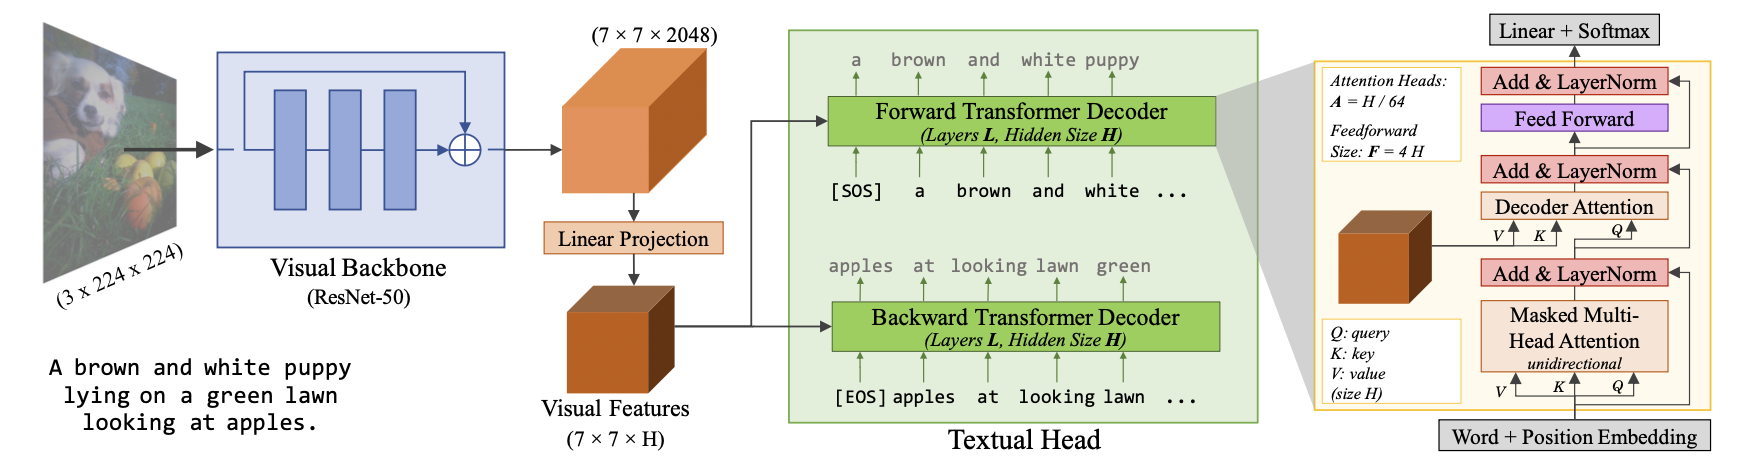 (3 x 224 x 224)
A brown and white puppy
lying on a green lawn
looking at apples.
Visual Backbone
(ResNet-50)
(7 × 7 × 2048)
Linear Projection
Visual Features
(7 × 7 × H)
a brown and white puppy
Forward Transformer Decoder
(Layers L, Hidden Size H)
[SOS] a brown and white ...
apples at looking lawn green
Backward Transformer Decoder
(Layers L, Hidden Size H)
[EOS] apples at looking lawn ...
Textual Head
Linear + Softmax
Attention Heads:
A = H / 64
Feedforward
Size: F = 4 H
Add & LayerNorm
Feed Forward
Add & LayerNorm
Decoder Attention
V K Q
Add & LayerNorm
Masked Multi-
Head Attention
unidirectional
V K Q
Q: query
K: key
V: value
(size H)
Word + Position Embedding